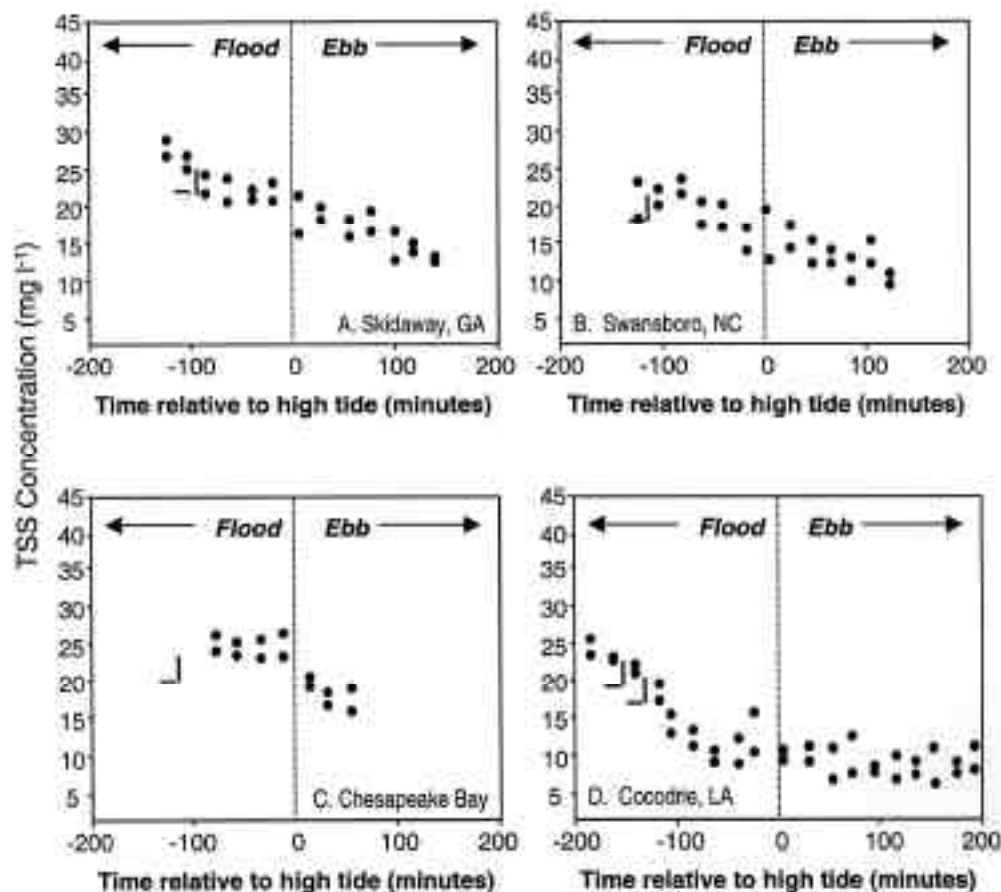 TSS Concentration (mg l-1)
45
40
35
30
25
20
15
10
5
Flood Ebb
A. Skidaway, GA
-200 -100 0 100 200
Time relative to high tide (minutes)
45
40
35
30
25
20
15
10
5
Flood Ebb
B. Swansboro, NC
-200 -100 0 100 200
Time relative to high tide (minutes)
45
40
35
30
25
20
15
10
5
Flood Ebb
C. Chesapeake Bay
-200 -100 0 100 200
Time relative to high tide (minutes)
45
40
35
30
25
20
15
10
5
Flood Ebb
D. Cocodrie, LA
-200 -100 0 100 200
Time relative to high tide (minutes)